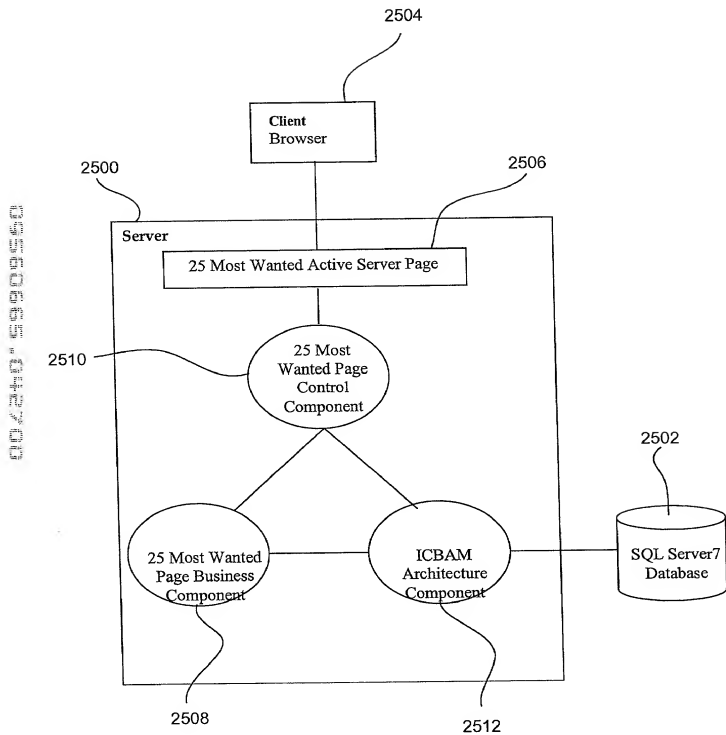 2504
Client
Browser
2500
2506
Server
25 Most Wanted Active Server Page
2510
25 Most
Wanted Page
Control
Component
2502
25 Most Wanted
Page Business
Component
ICBAM
Architecture
Component
SQL Server7
Database
2508
2512